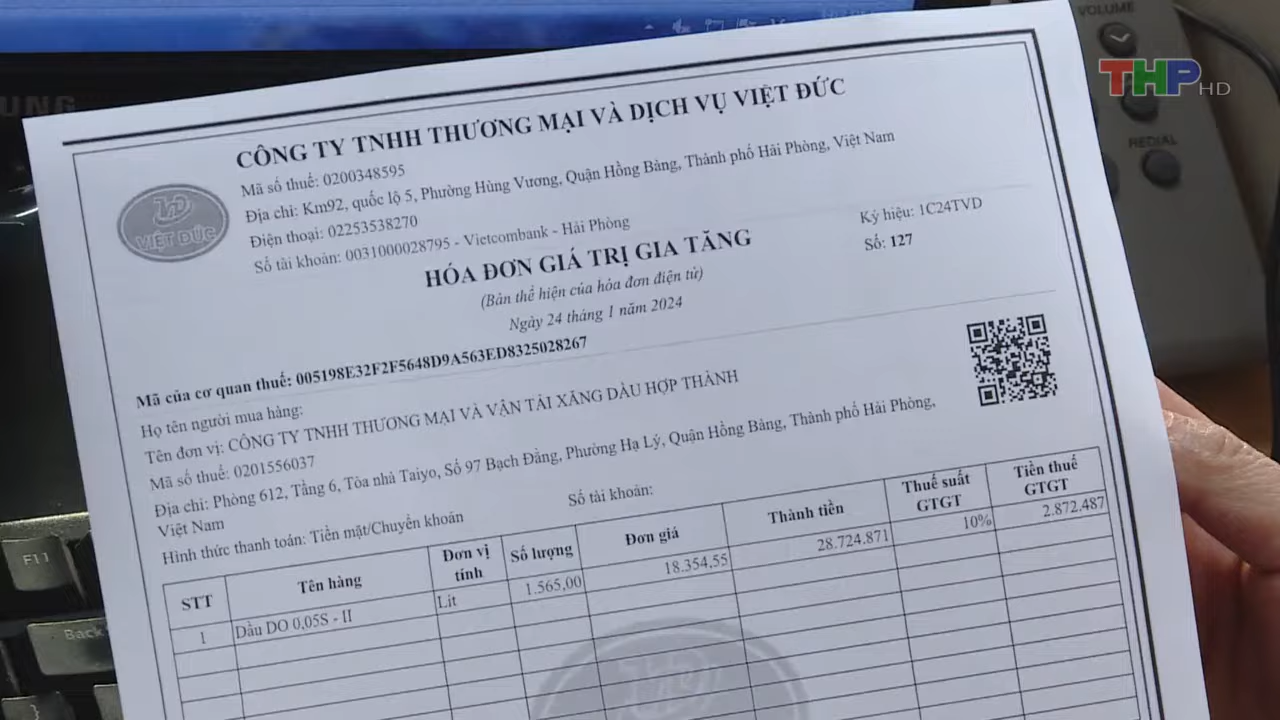 VOLUME
THP HD
REDIAL
CÔNG TY TNHH THƯƠNG MẠI VÀ DỊCH VỤ VIỆT ĐỨC
Mã số thuế: 0200348595
Địa chỉ: Km92, quốc lộ 5, Phường Hùng Vương, Quận Hồng Bàng, Thành phố Hải Phòng, Việt Nam
Điện thoại: 02253538270
Số tài khoản: 0031000028795 - Vietcombank - Hải Phòng
VIỆT ĐỨC
HÓA ĐƠN GIÁ TRỊ GIA TĂNG
Ký hiệu: 1C24TVD
(Bản thể hiện của hóa đơn điện tử)
Số: 127
Ngày 24 tháng 1 năm 2024
Mã của cơ quan thuế: 005198E32F2F5648D9A563ED8325028267
Họ tên người mua hàng:
Tên đơn vị: CÔNG TY TNHH THƯƠNG MẠI VÀ VẬN TẢI XĂNG DẦU HỢP THÀNH
Mã số thuế: 0201556037
Địa chỉ: Phòng 612, Tầng 6, Tòa nhà Taiyo, Số 97 Bạch Đằng, Phường Hạ Lý, Quận Hồng Bàng, Thành phố Hải Phòng,
Việt Nam
Số tài khoản:
Hình thức thanh toán: Tiền mặt/Chuyển khoản
STT Tên hàng Đơn vị tính Số lượng Đơn giá Thành tiền Thuế suất GTGT Tiền thuế GTGT
1 Dầu DO 0,05S - II Lít 1.565,00 18.354,55 28.724.871 10% 2.872.487
F11
Back